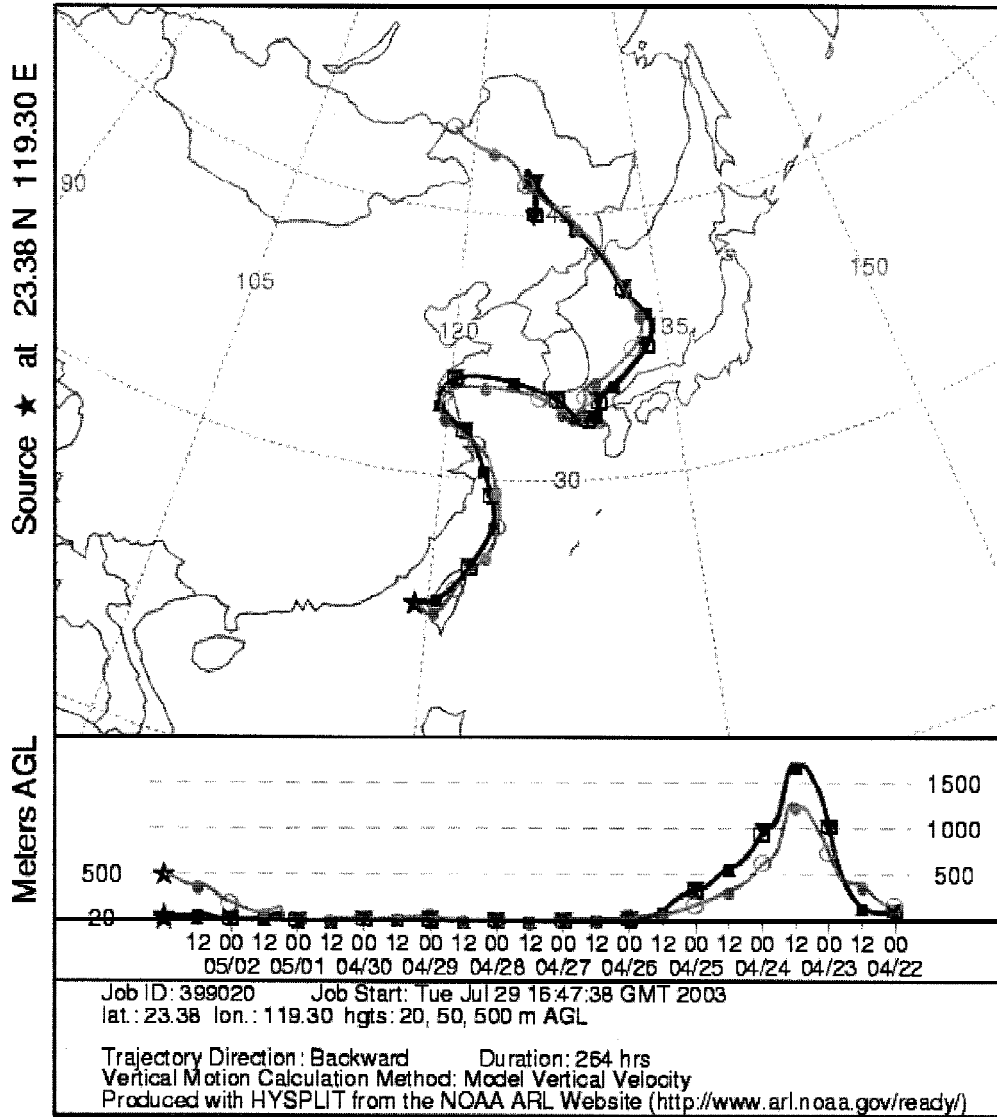 Source ★ at 23.38 N 119.30 E
90
45
105
150
120
35
30
Meters AGL
1500
1000
500
500
20
12 00 12 00 12 00 12 00 12 00 12 00 12 00 12 00 12 00 12 00 12 00
05/02 05/01 04/30 04/29 04/28 04/27 04/26 04/25 04/24 04/23 04/22
Job ID: 399020 Job Start: Tue Jul 29 16:47:38 GMT 2003
lat.: 23.38 lon.: 119.30 hgts: 20, 50, 500 m AGL
Trajectory Direction: Backward Duration: 264 hrs
Vertical Motion Calculation Method: Model Vertical Velocity
Produced with HYSPLIT from the NOAA ARL Website (http://www.arl.noaa.gov/ready/)